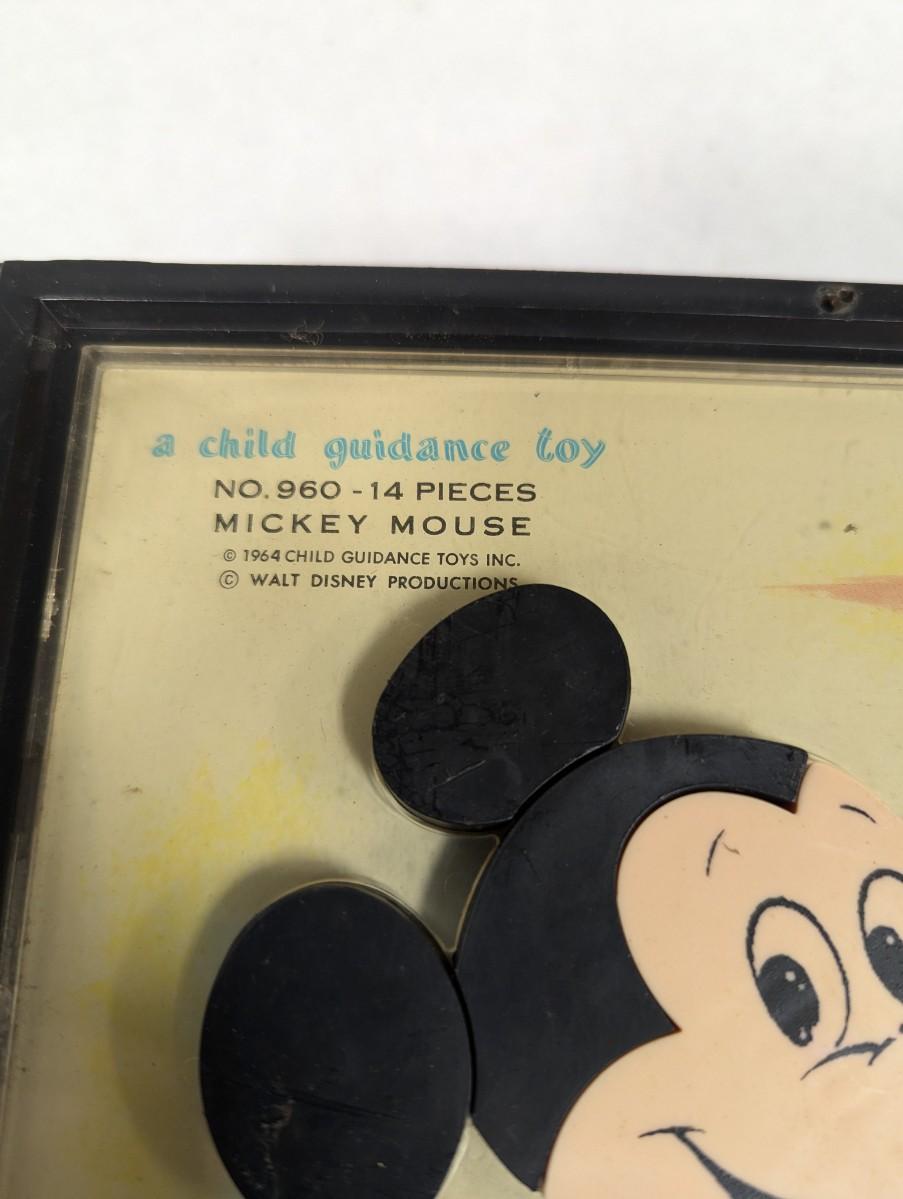 a child guidance toy
NO. 960 - 14 PIECES
MICKEY MOUSE
© 1964 CHILD GUIDANCE TOYS INC.
© WALT DISNEY PRODUCTIONS